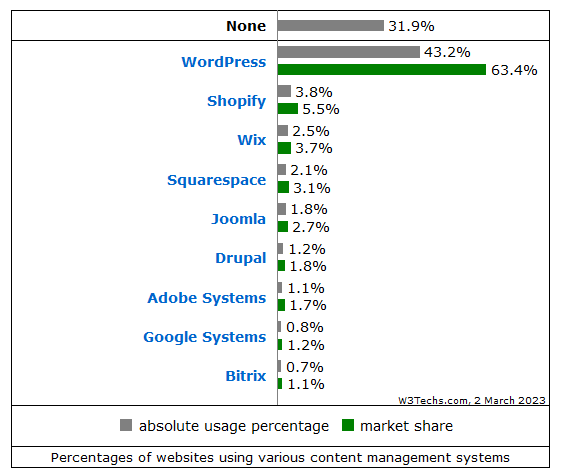 None 31.9%
WordPress 43.2%
63.4%
Shopify 3.8%
5.5%
Wix 2.5%
3.7%
Squarespace 2.1%
3.1%
Joomla 1.8%
2.7%
Drupal 1.2%
1.8%
Adobe Systems 1.1%
1.7%
Google Systems 0.8%
1.2%
Bitrix 0.7%
1.1%
W3Techs.com, 2 March 2023
absolute usage percentage market share
Percentages of websites using various content management systems